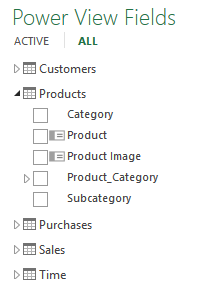 Power View Fields
ACTIVE ALL
Customers
Products
Category
Product
Product Image
Product_Category
Subcategory
Purchases
Sales
Time